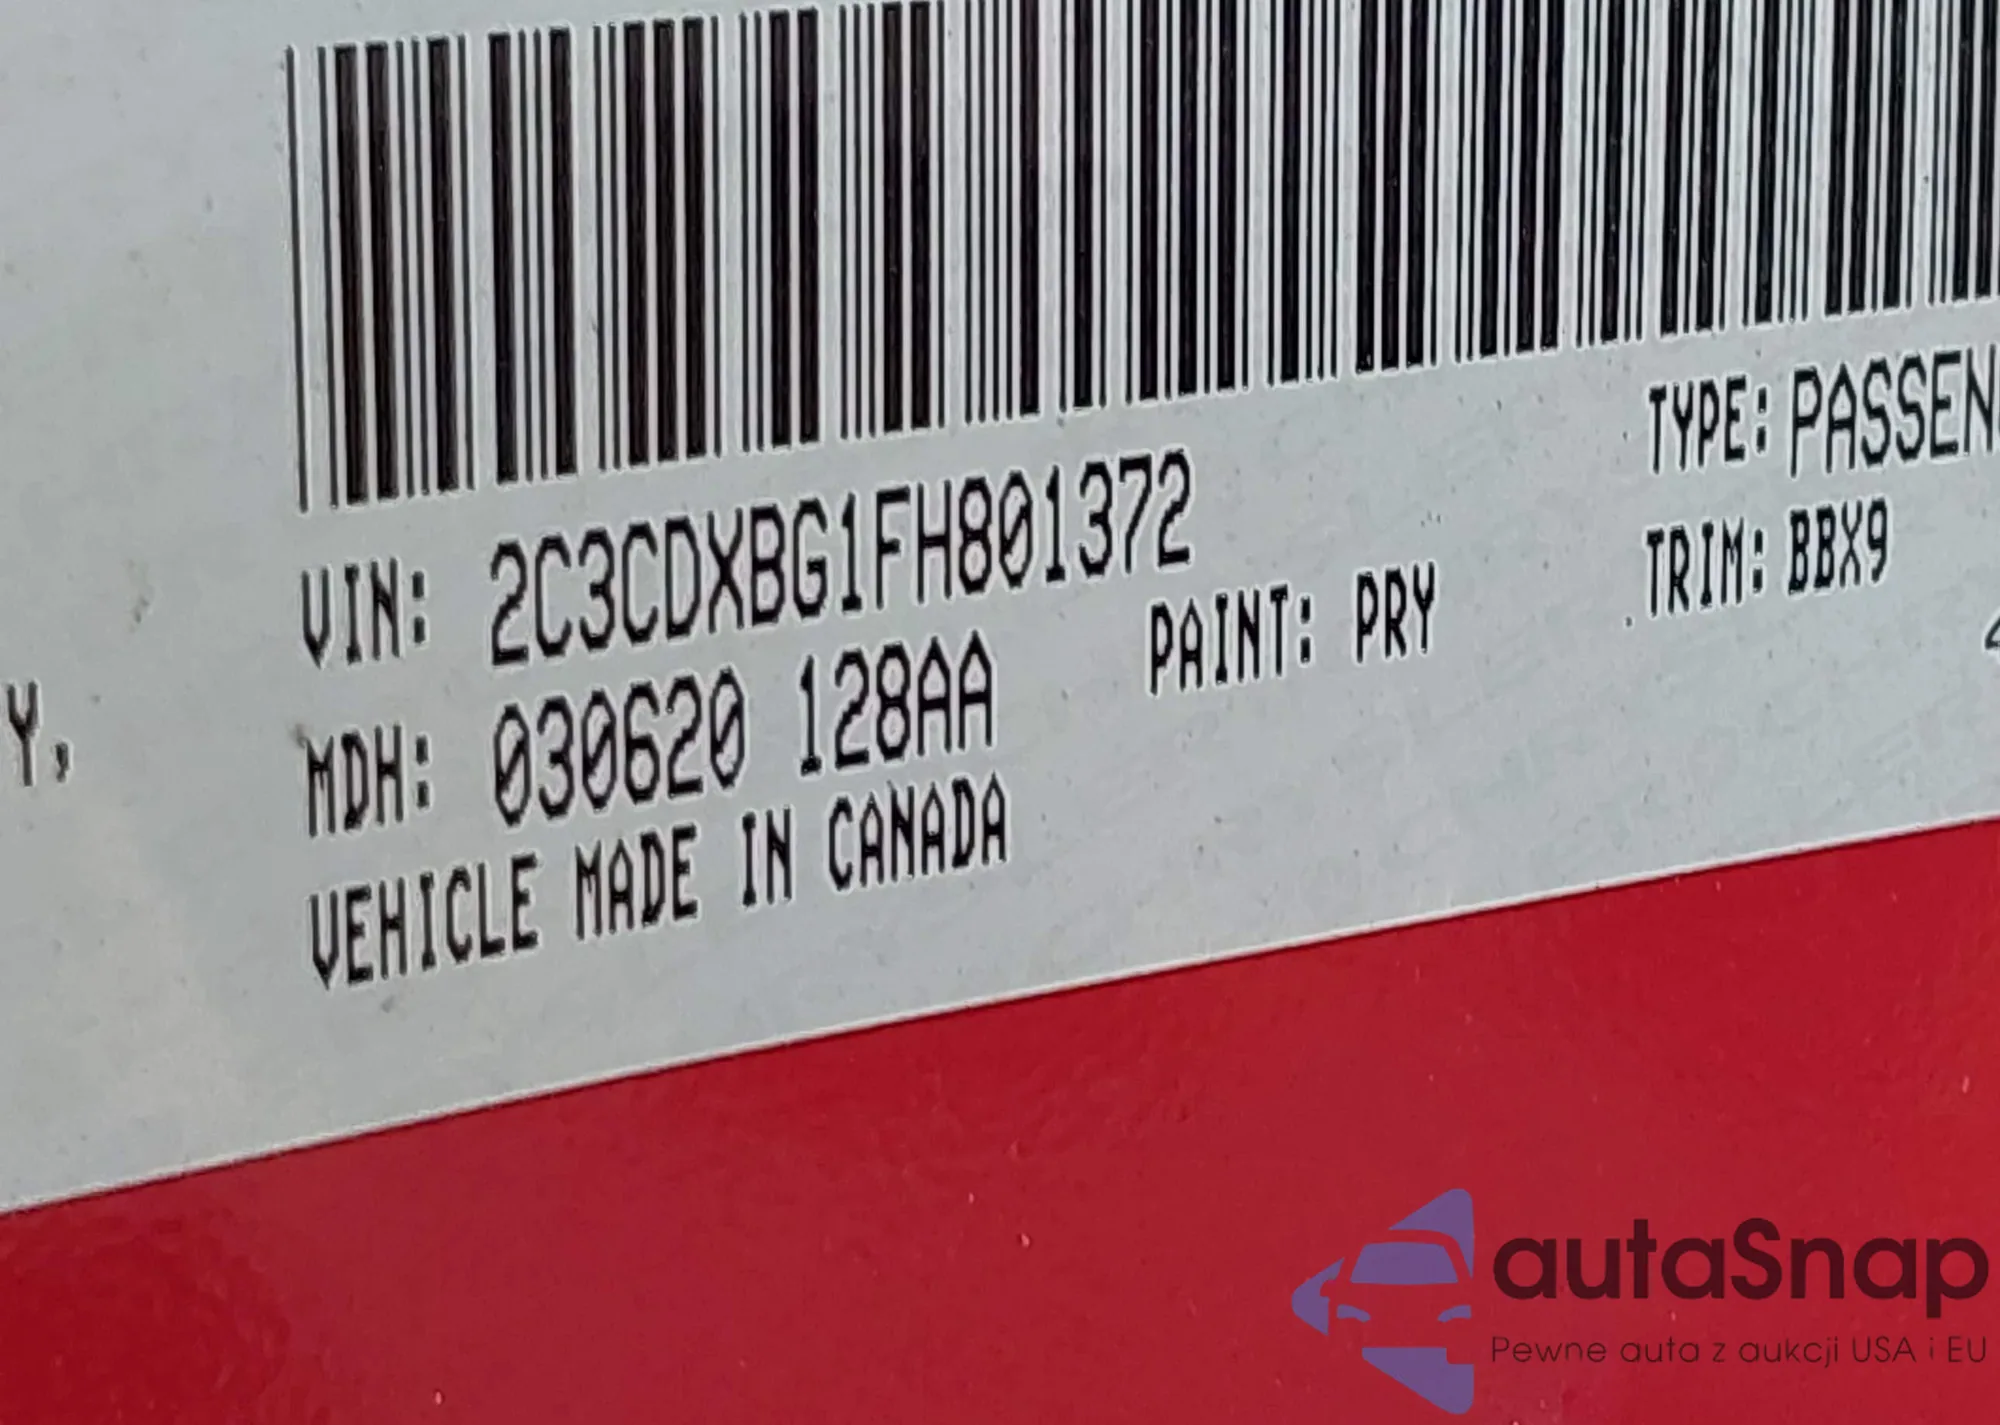 TYPE: PASSEN
VIN: 2C3CDXBG1FH801372
TRIM: BBX9
PAINT: PRY
Y,
MDH: 030620 128AA
VEHICLE MADE IN CANADA
autaSnap
Pewne auta z aukcji USA i EU